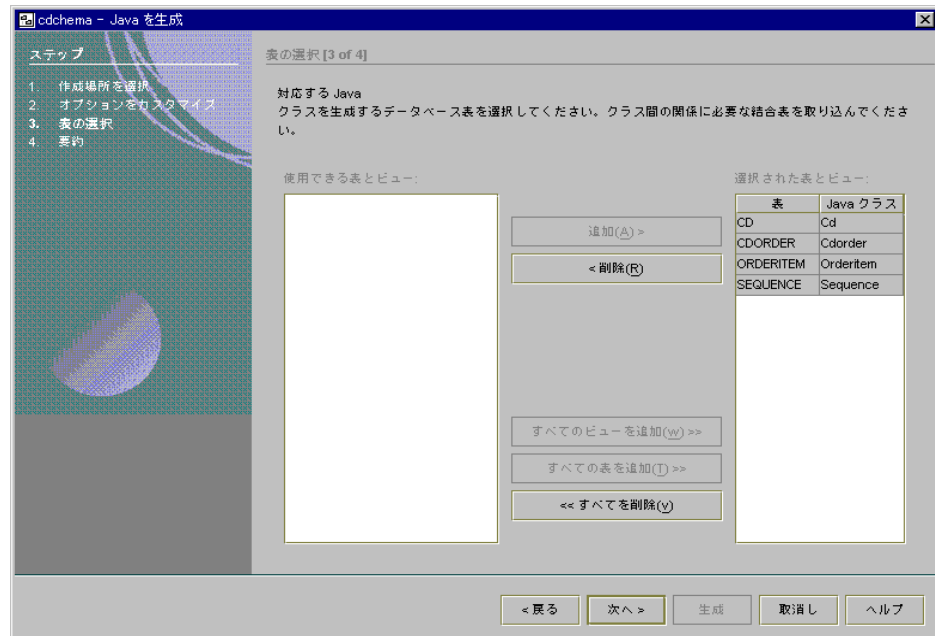 cdchema - Java を生成
ステップ
1. 作成場所を選択
2. オプションをカスタマイズ
3. 表の選択
4. 要約
表の選択 [3 of 4]
対応する Java
クラスを生成するデータベース表を選択してください。クラス間の関係に必要な結合表を取り込んでくださ
い。
使用できる表とビュー:
選択された表とビュー:
表 Java クラス
CD Cd
CDORDER Cdorder
ORDERITEM Orderitem
SEQUENCE Sequence
追加(A) >
< 削除(R)
すべてのビューを追加(W) >>
すべての表を追加(T) >>
<< すべてを削除(V)
< 戻る 次へ > 生成 取消し ヘルプ